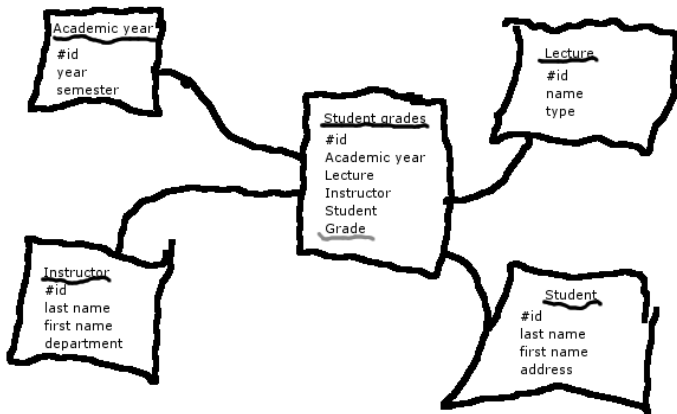 Academic year
#id
year
semester
Lecture
#id
name
type
Student grades
#id
Academic year
Lecture
Instructor
Student
Grade
Instructor
#id
last name
first name
department
Student
#id
last name
first name
address